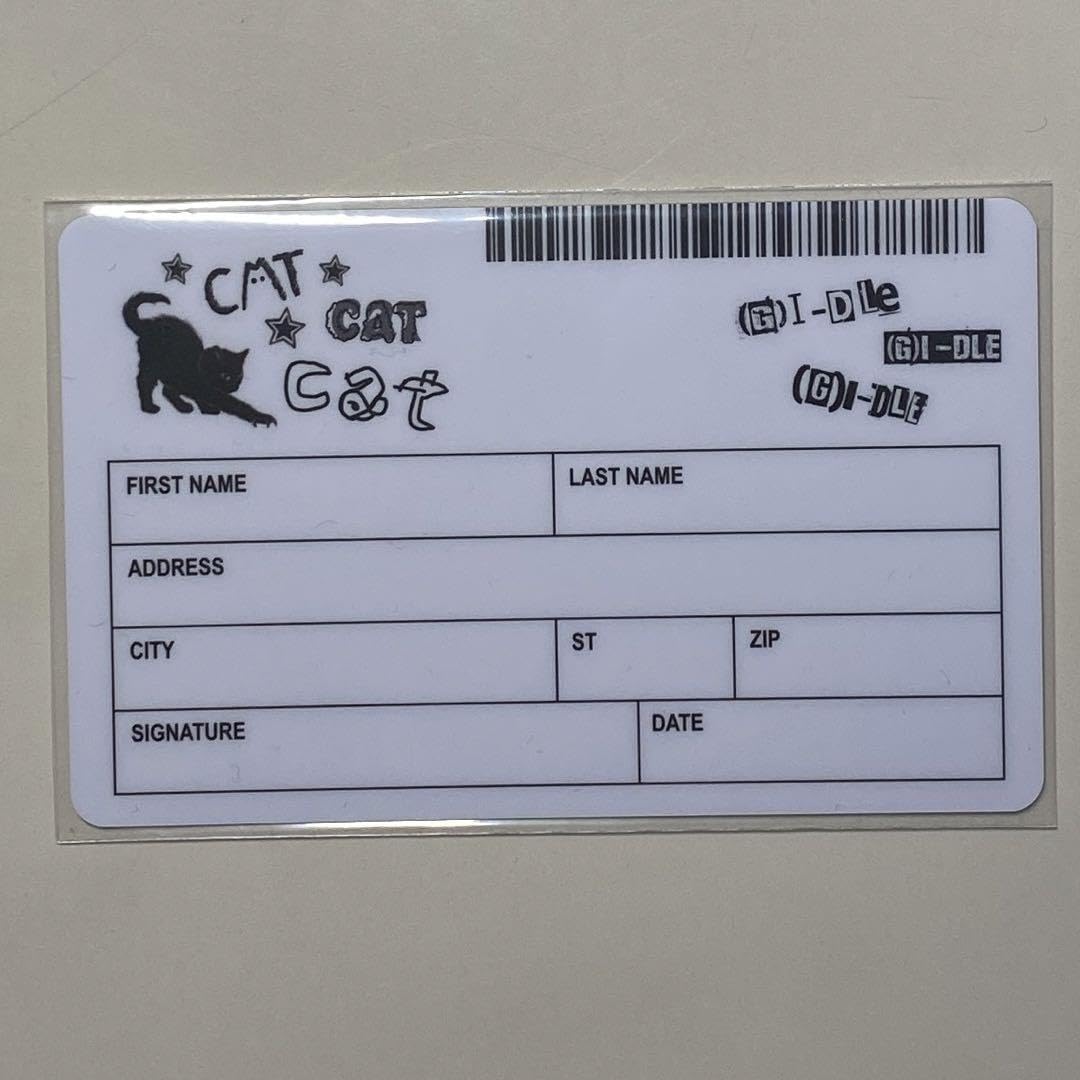 CAT
CAT
cat
(G)I-DLe
(G)I-DLE
(G)I-DLE
FIRST NAME
LAST NAME
ADDRESS
CITY
ST
ZIP
SIGNATURE
DATE